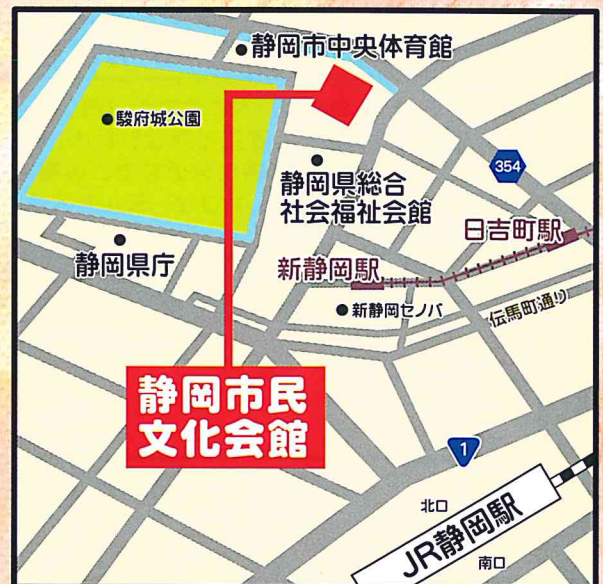 静岡市中央体育館
駿府城公園
静岡県総合
社会福祉会館
354
日吉町駅
静岡県庁
新静岡駅
新静岡セノバ
伝馬町通り
静岡市民
文化会館
1
北口
JR静岡駅
南口